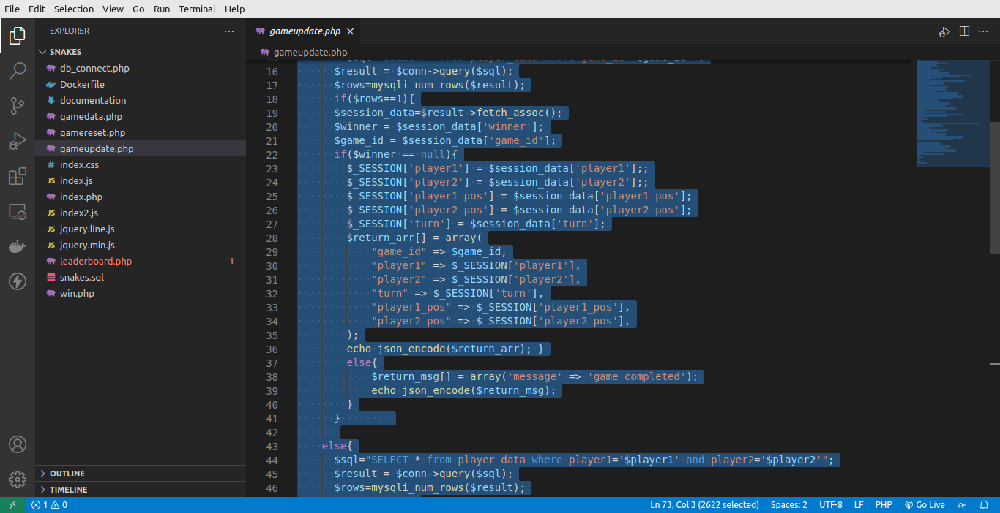 File Edit Selection View Go Run Terminal Help
EXPLORER
SNAKES
db_connect.php
Dockerfile
documentation
gamedata.php
gamereset.php
gameupdate.php
index.css
index.js
index.php
index2.js
jquery.line.js
jquery.min.js
leaderboard.php 1
snakes.sql
win.php
OUTLINE
TIMELINE
gameupdate.php
gameupdate.php
16 $result = $conn->query($sql);
17 $rows=mysqli_num_rows($result);
18 if($rows==1){
19 $session_data=$result->fetch_assoc();
20 $winner = $session_data['winner'];
21 $game_id = $session_data['game_id'];
22 if($winner == null){
23 $_SESSION['player1'] = $session_data['player1'];;
24 $_SESSION['player2'] = $session_data['player2'];;
25 $_SESSION['player1_pos'] = $session_data['player1_pos'];
26 $_SESSION['player2_pos'] = $session_data['player2_pos'];
27 $_SESSION['turn'] = $session_data['turn'];
28 $return_arr[] = array(
29 "game_id" => $game_id,
30 "player1" => $_SESSION['player1'],
31 "player2" => $_SESSION['player2'],
32 "turn" => $_SESSION['turn'],
33 "player1_pos" => $_SESSION['player1_pos'],
34 "player2_pos" => $_SESSION['player2_pos'],
35 );
36 echo json_encode($return_arr); }
37 else{
38 $return_msg[] = array('message' => 'game completed');
39 echo json_encode($return_msg);
40 }
41 }
42
43 else{
44 $sql="SELECT * from player_data where player1='$player1' and player2='$player2'";
45 $result = $conn->query($sql);
46 $rows=mysqli_num_rows($result);
1 0
Ln 73, Col 3 (2622 selected) Spaces: 2 UTF-8 LF PHP Go Live